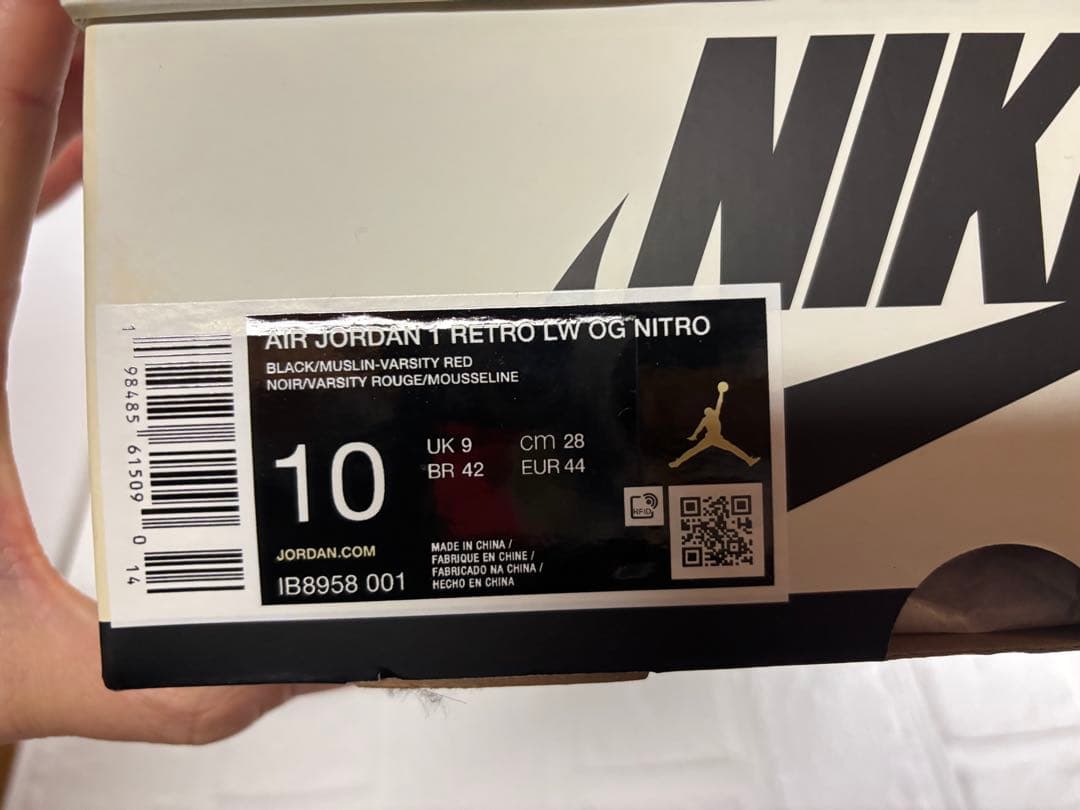 NIK
AIR JORDAN 1 RETRO LW OG NITRO
BLACK/MUSLIN-VARSITY RED
NOIR/VARSITY ROUGE/MOUSSELINE
10
UK 9 cm 28
BR 42 EUR 44
RFID
JORDAN.COM
IB8958 001
MADE IN CHINA /
FABRIQUE EN CHINE /
FABRICADO NA CHINA /
HECHO EN CHINA
1 98485 61509 0 14